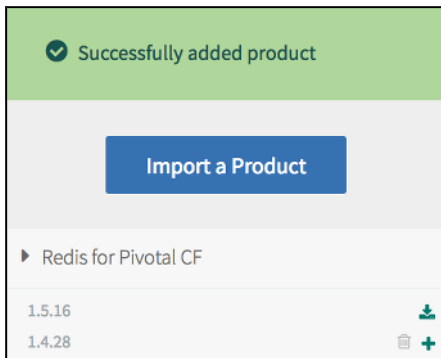 Successfully added product
Import a Product
Redis for Pivotal CF
1.5.16
1.4.28